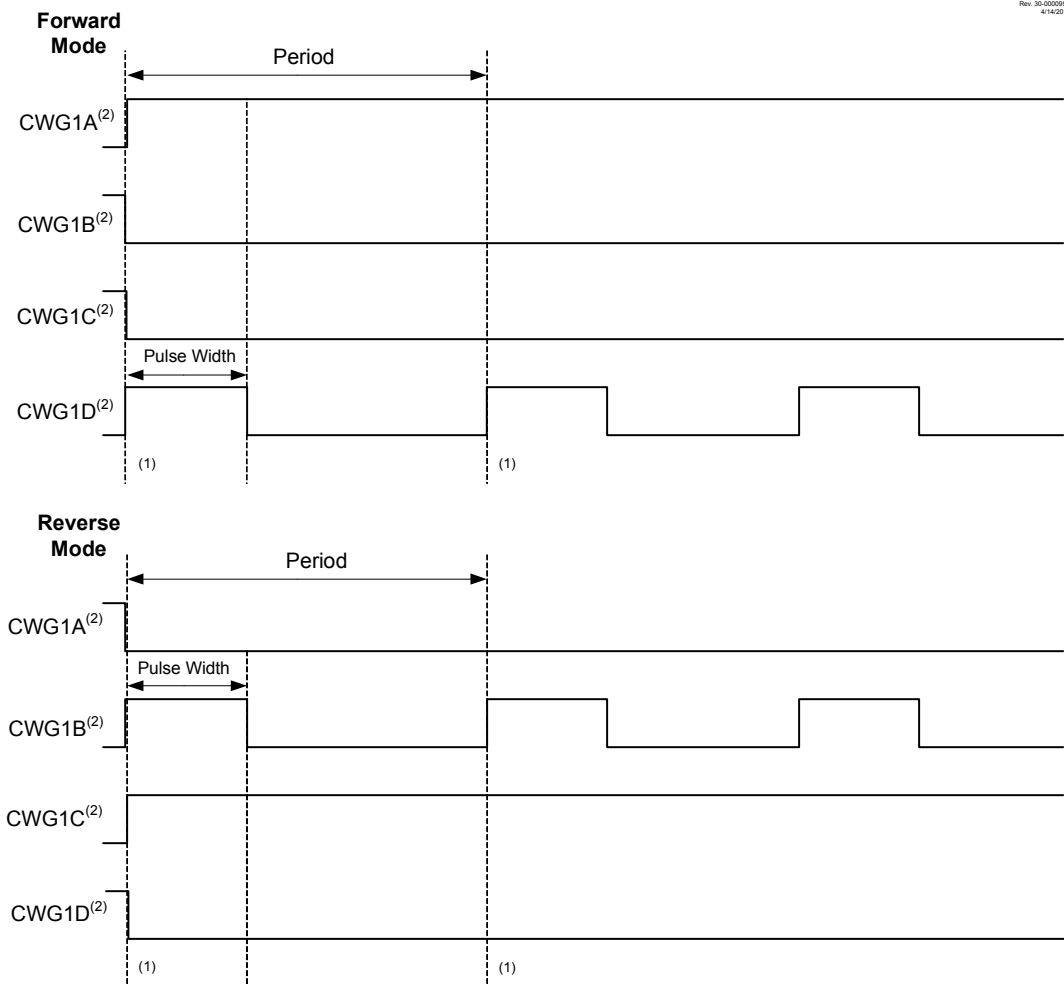 Rev. 30-000099
4/14/20
Forward
Mode
Period
CWG1A(2)
CWG1B(2)
CWG1C(2)
Pulse Width
CWG1D(2)
(1)
(1)
Reverse
Mode
Period
CWG1A(2)
Pulse Width
CWG1B(2)
CWG1C(2)
CWG1D(2)
(1)
(1)